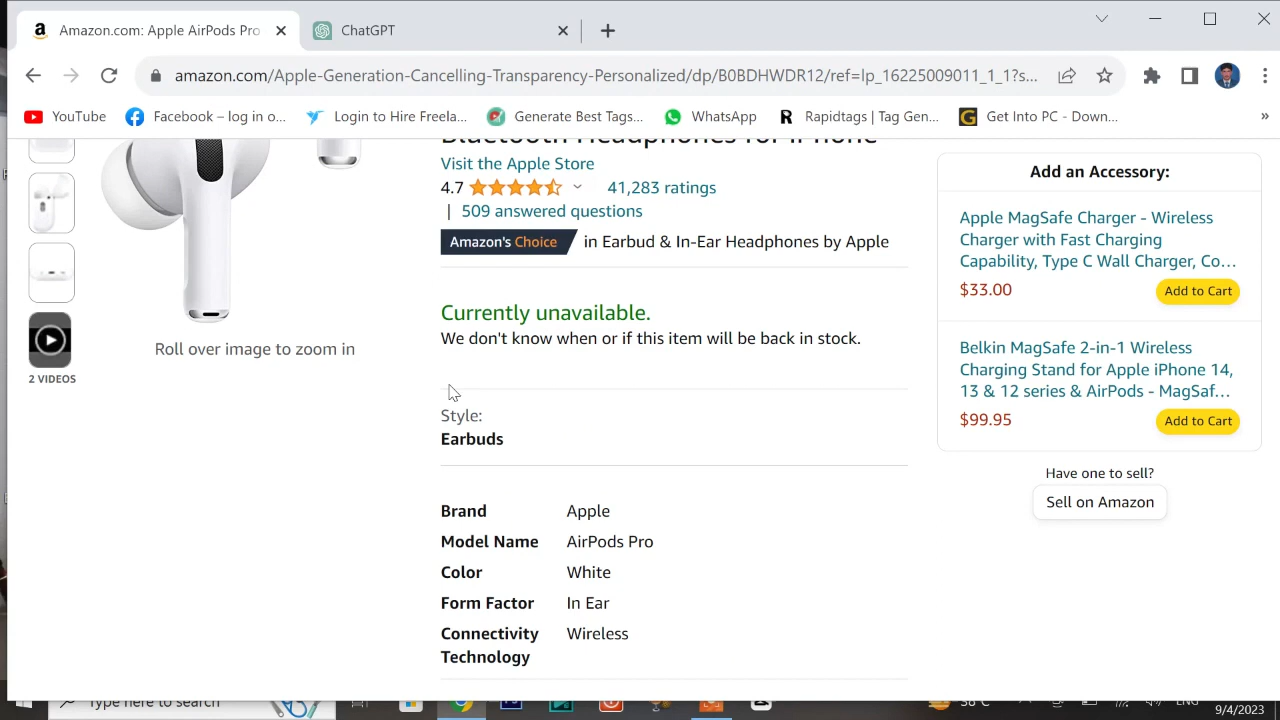 Amazon.com: Apple AirPods Pro
ChatGPT
amazon.com/Apple-Generation-Cancelling-Transparency-Personalized/dp/B0BDHWDR12/ref=lp_16225009011_1_1?s...
YouTube
Facebook – log in o...
Login to Hire Freela...
Generate Best Tags...
WhatsApp
Rapidtags | Tag Gen...
Get Into PC - Down...
»
Bluetooth Headphones for iPhone
Visit the Apple Store
4.7
41,283 ratings
| 509 answered questions
Amazon's Choice in Earbud & In-Ear Headphones by Apple
Currently unavailable.
We don't know when or if this item will be back in stock.
Roll over image to zoom in
2 VIDEOS
Style:
Earbuds
Brand Apple
Model Name AirPods Pro
Color White
Form Factor In Ear
Connectivity Technology Wireless
Add an Accessory:
Apple MagSafe Charger - Wireless
Charger with Fast Charging
Capability, Type C Wall Charger, Co...
$33.00 Add to Cart
Belkin MagSafe 2-in-1 Wireless
Charging Stand for Apple iPhone 14,
13 & 12 series & AirPods - MagSaf...
$99.95 Add to Cart
Have one to sell?
Sell on Amazon
Type here to search
38°C
ENG
9/4/2023